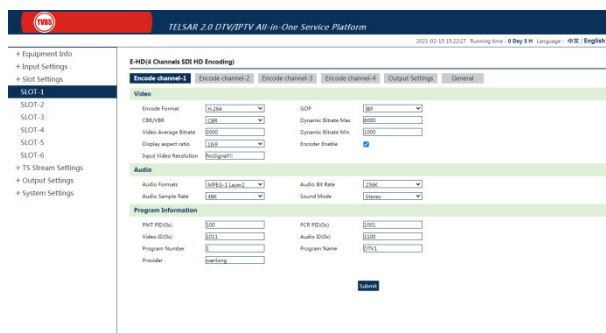 TVBS
TELSAR 2.0 DTV/IPTV All-in-One Service Platform
2021-02-15 15:22:27 Running time : 0 Day 3 H Language : 中文 | English
+ Equipment Info
+ Input Settings
+ Slot Settings
SLOT-1
SLOT-2
SLOT-3
SLOT-4
SLOT-5
SLOT-6
+ TS Stream Settings
+ Output Settings
+ System Settings
E-HD(4 Channels SDI HD Encoding)
Encode channel-1 Encode channel-2 Encode channel-3 Encode channel-4 Output Settings General
Video
Encode Format H.264 GOP IBP
CBR/VBR CBR Dynamic Bitrate Max 8000
Video Average Bitrate Dynamic Bitrate Min 1000
Display aspect ratio 16:9 Encoder Enable
Input Video Resolution NoSignal!!!
Audio
Audio Formats MPEG-1 Layer2 Audio Bit Rate 256K
Audio Sample Rate 48K Sound Mode Stereo
Program Information
PMT PID(0x) 100 PCR PID(0x) 1001
Video ID(0x) 1011 Audio ID(0x) 1100
Program Number 1 Program Name DTV1
Provider wanlong
Submit